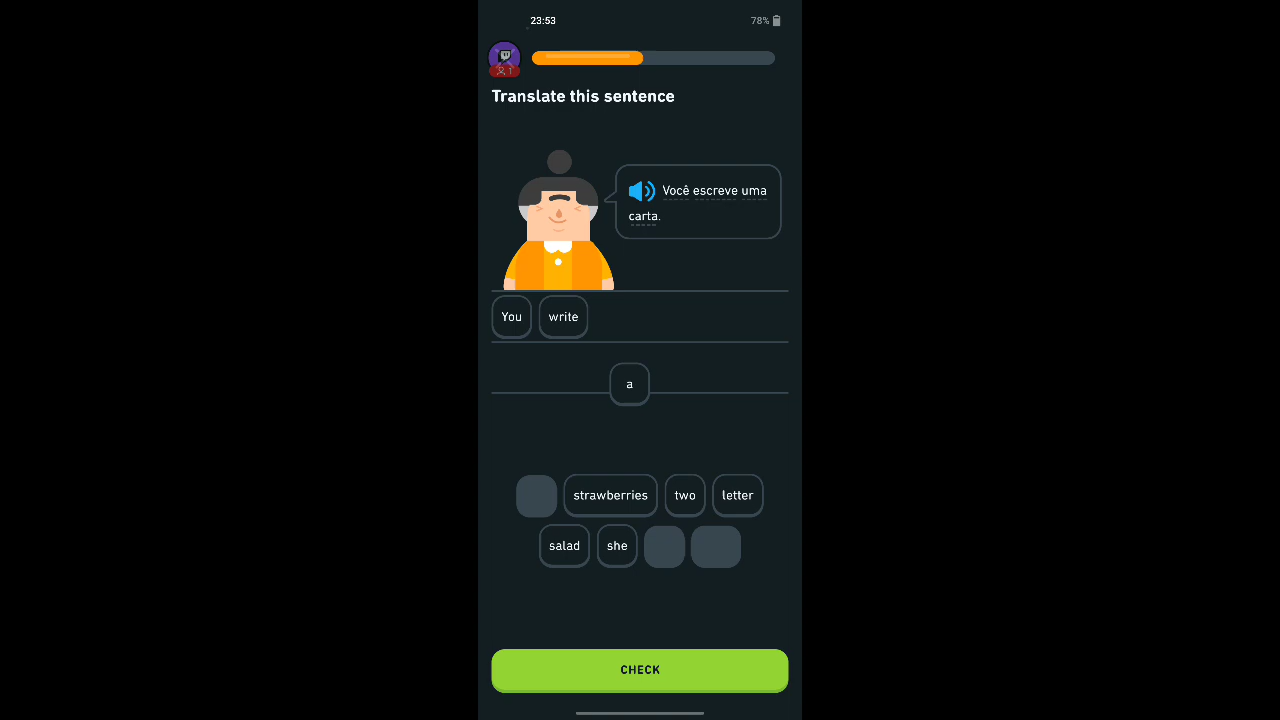 23:53
78%
Translate this sentence
Você escreve uma
carta.
You write
a
strawberries two letter
salad she
CHECK